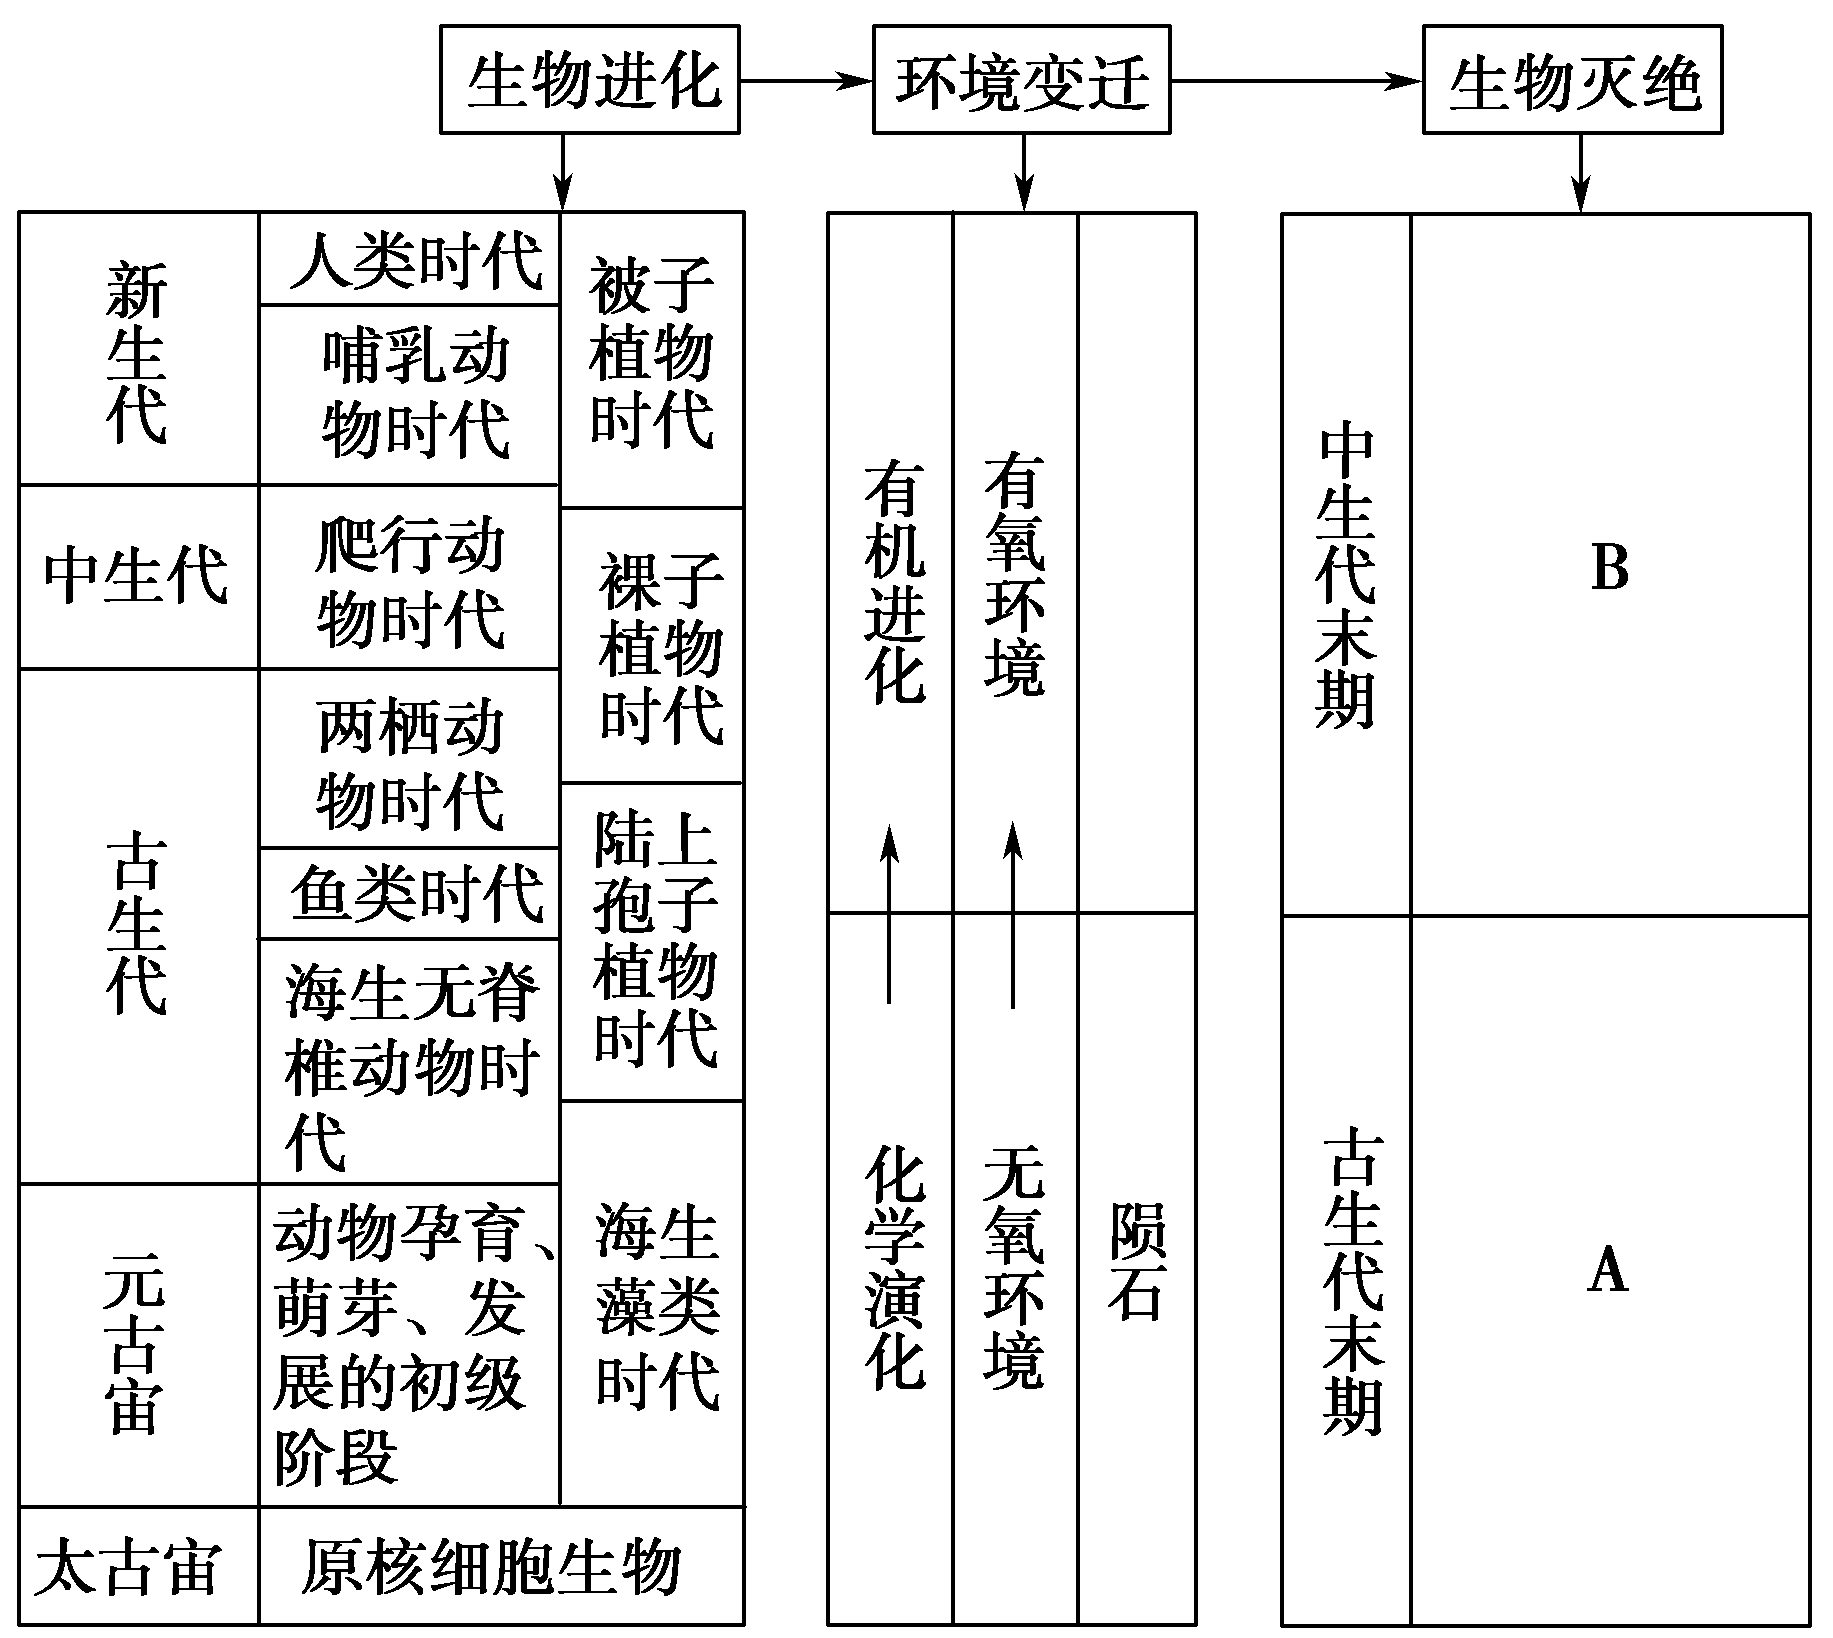 生物进化
环境变迁
生物灭绝
新生代
人类时代
哺乳动
物时代
被子
植物
时代
中生代
爬行动
物时代
裸子
植物
时代
古生代
两栖动
物时代
鱼类时代
海生无脊
椎动物时
代
陆上
孢子
植物
时代
元古宙
动物孕育、
萌芽、发
展的初级
阶段
海生
藻类
时代
太古宙
原核细胞生物
有机进化
有氧环境
化学演化
无氧环境
陨石
中生代末期
B
古生代末期
A